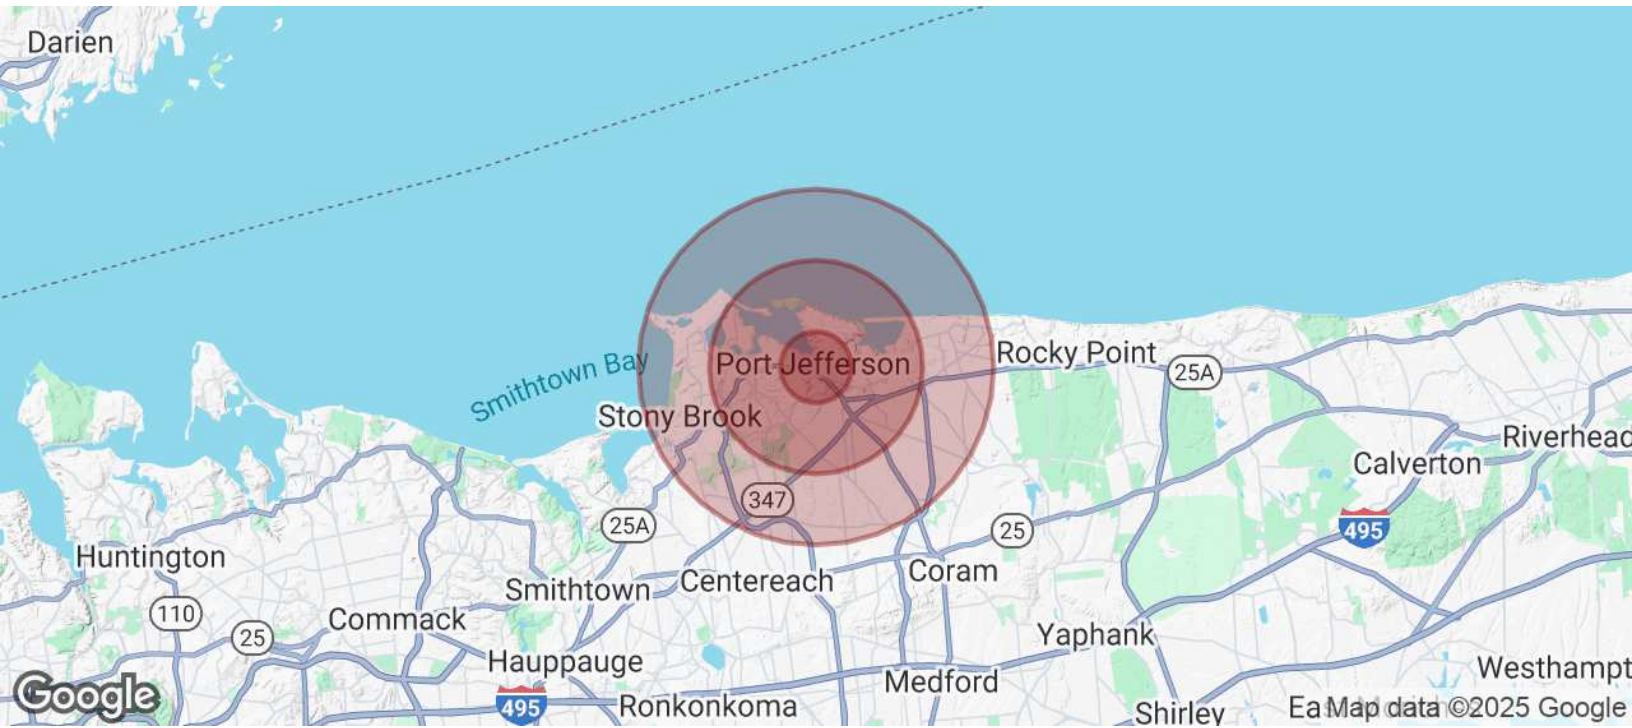 Darien
Smithtown Bay
Port Jefferson
Rocky Point
25A
Stony Brook
Riverhead
Calverton
347
25A
25
495
Huntington
Centereach
Coram
Smithtown
110
Commack
25
Yaphank
Hauppauge
Medford
Westhampt
Google
495
Ronkonkoma
Shirley
Ea
Map data ©2025 Google